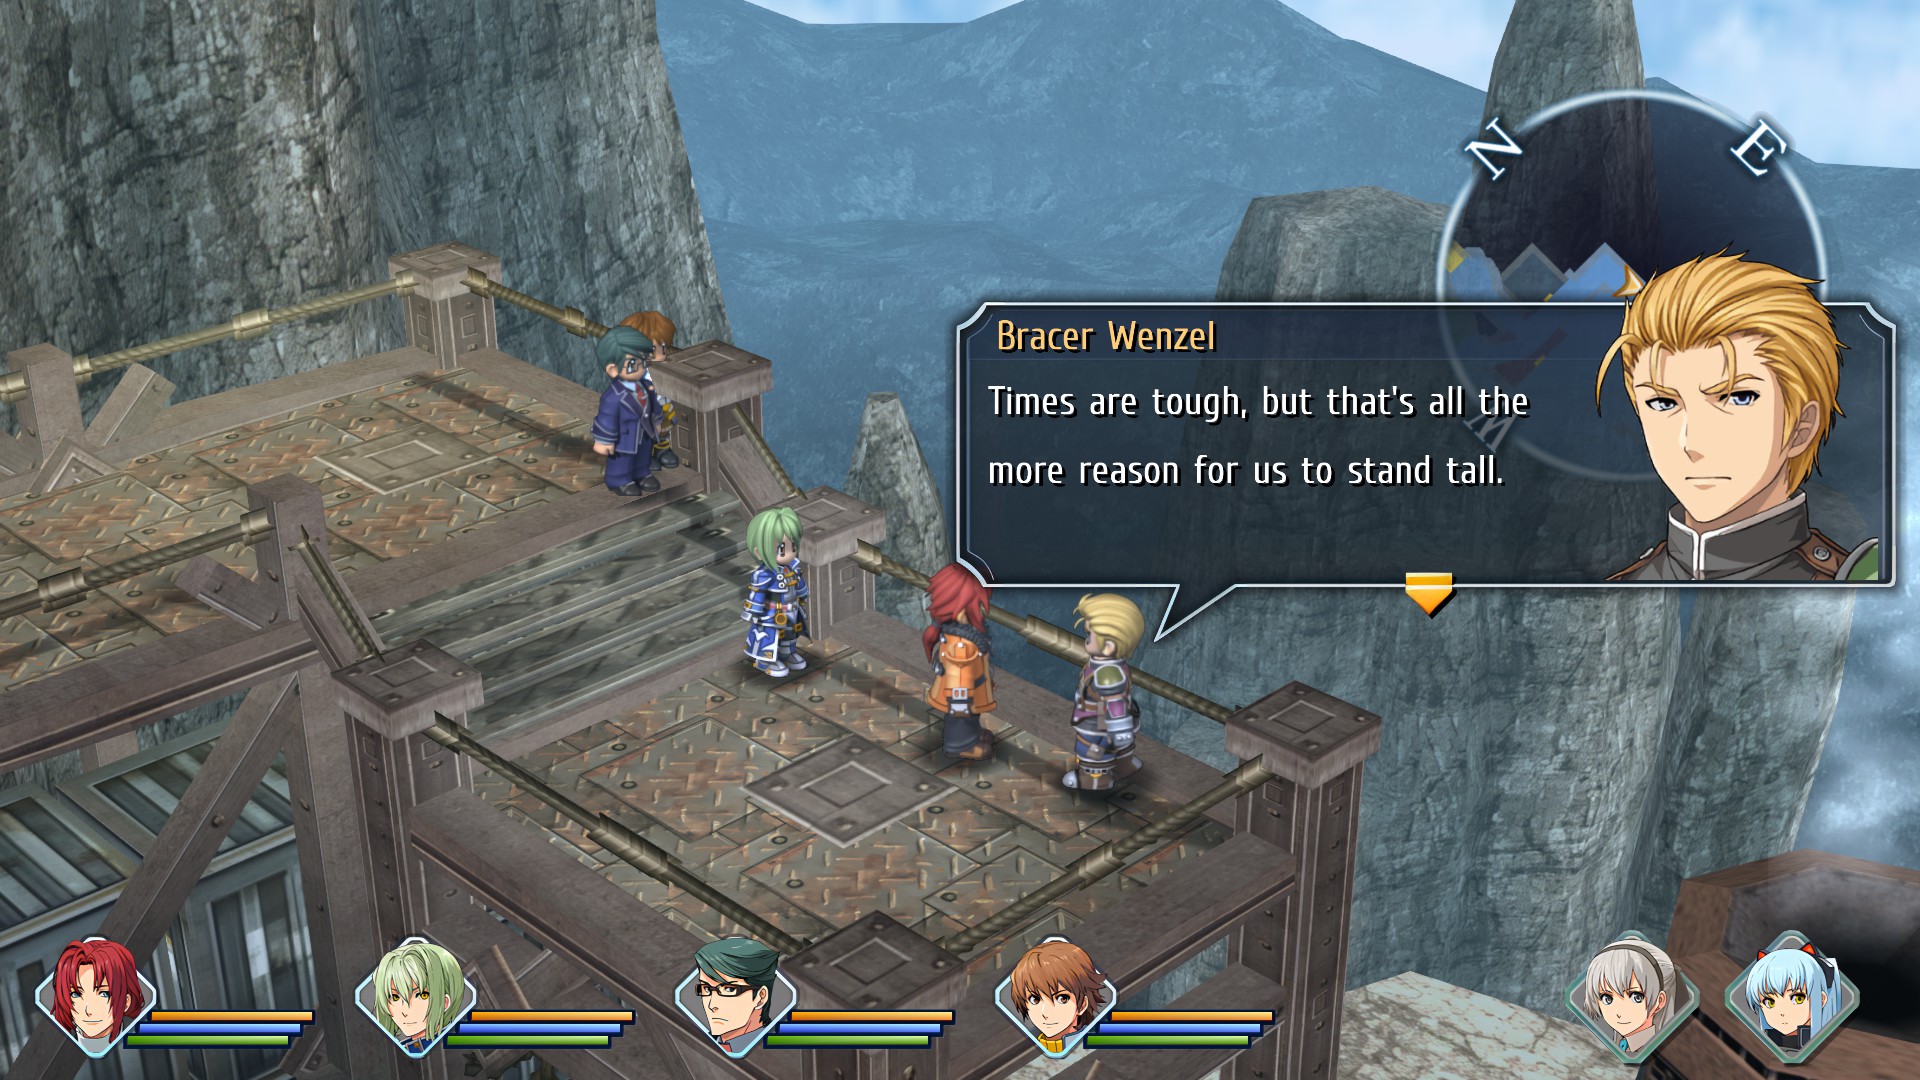 N
E
Bracer Wenzel
Times are tough, but that's all the
W
more reason for us to stand tall.